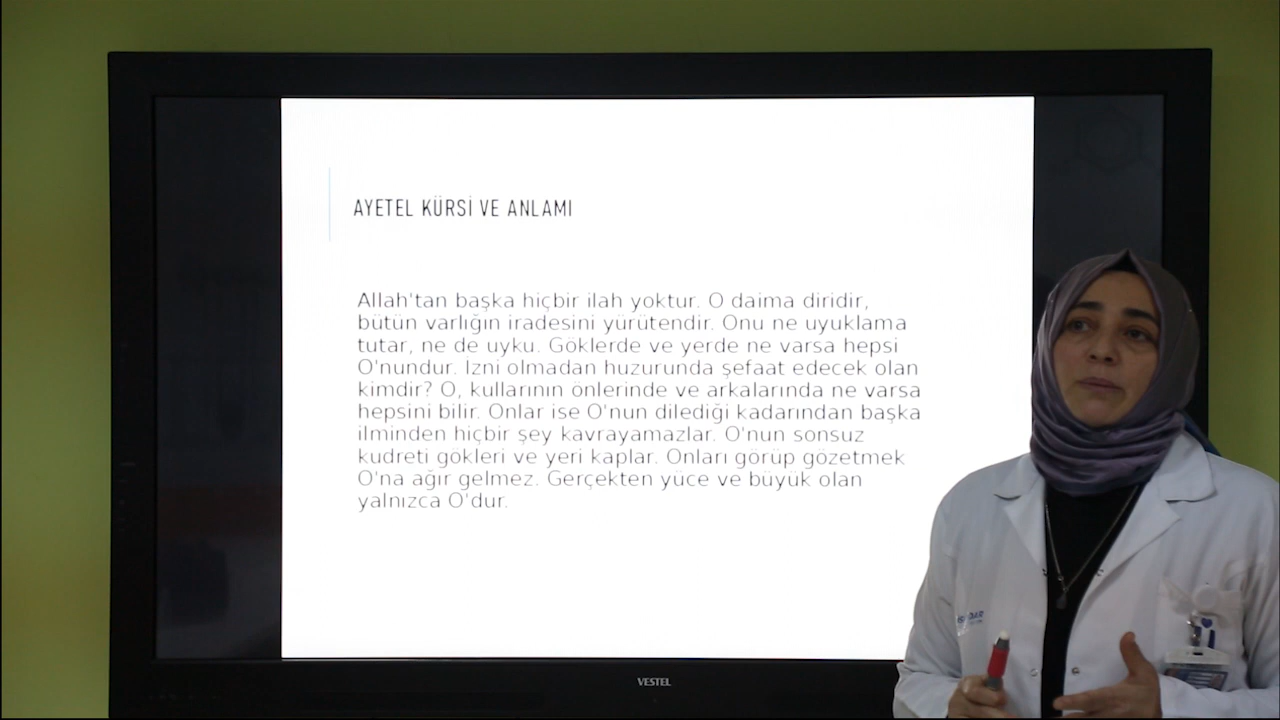 AYETEL KÜRSİ VE ANLAMI
Allah'tan başka hiçbir ilah yoktur. O daima diridir,
bütün varlığın iradesini yürütendir. Onu ne uyuklama
tutar, ne de uyku. Göklerde ve yerde ne varsa hepsi
O'nundur. İzni olmadan huzurunda şefaat edecek olan
kimdir? O, kullarının önlerinde ve arkalarında ne varsa
hepsini bilir. Onlar ise O'nun dilediği kadarından başka
ilminden hiçbir şey kavrayamazlar. O'nun sonsuz
kudreti gökleri ve yeri kaplar. Onları görüp gözetmek
O'na ağır gelmez. Gerçekten yüce ve büyük olan
yalnızca O'dur.
VESTEL